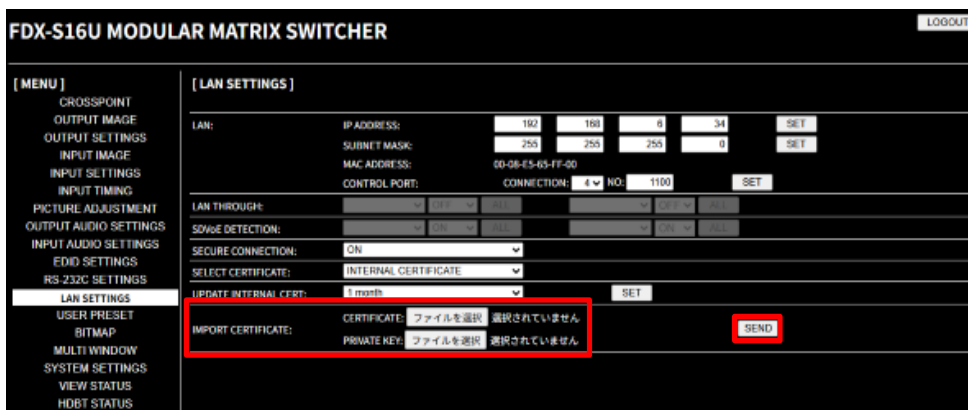 FDX-S16U MODULAR MATRIX SWITCHER
LOGOUT
[ MENU ]
CROSSPOINT
OUTPUT IMAGE
OUTPUT SETTINGS
INPUT IMAGE
INPUT SETTINGS
INPUT TIMING
PICTURE ADJUSTMENT
OUTPUT AUDIO SETTINGS
INPUT AUDIO SETTINGS
EDID SETTINGS
RS-232C SETTINGS
LAN SETTINGS
USER PRESET
BITMAP
MULTI WINDOW
SYSTEM SETTINGS
VIEW STATUS
HDBT STATUS
[ LAN SETTINGS ]
LAN: IP ADDRESS: 192 168 6 34 SET
SUBNET MASK: 255 255 255 0 SET
MAC ADDRESS: 00-08-E5-65-FF-00
CONTROL PORT: CONNECTION: 4 NO: 1100 SET
LAN THROUGH: OFF ALL OFF ALL
SDVoE DETECTION: ON ALL ON ALL
SECURE CONNECTION: ON
SELECT CERTIFICATE: INTERNAL CERTIFICATE
UPDATE INTERNAL CERT: 1 month SET
IMPORT CERTIFICATE: CERTIFICATE: ファイルを選択 選択されていません
PRIVATE KEY: ファイルを選択 選択されていません
SEND